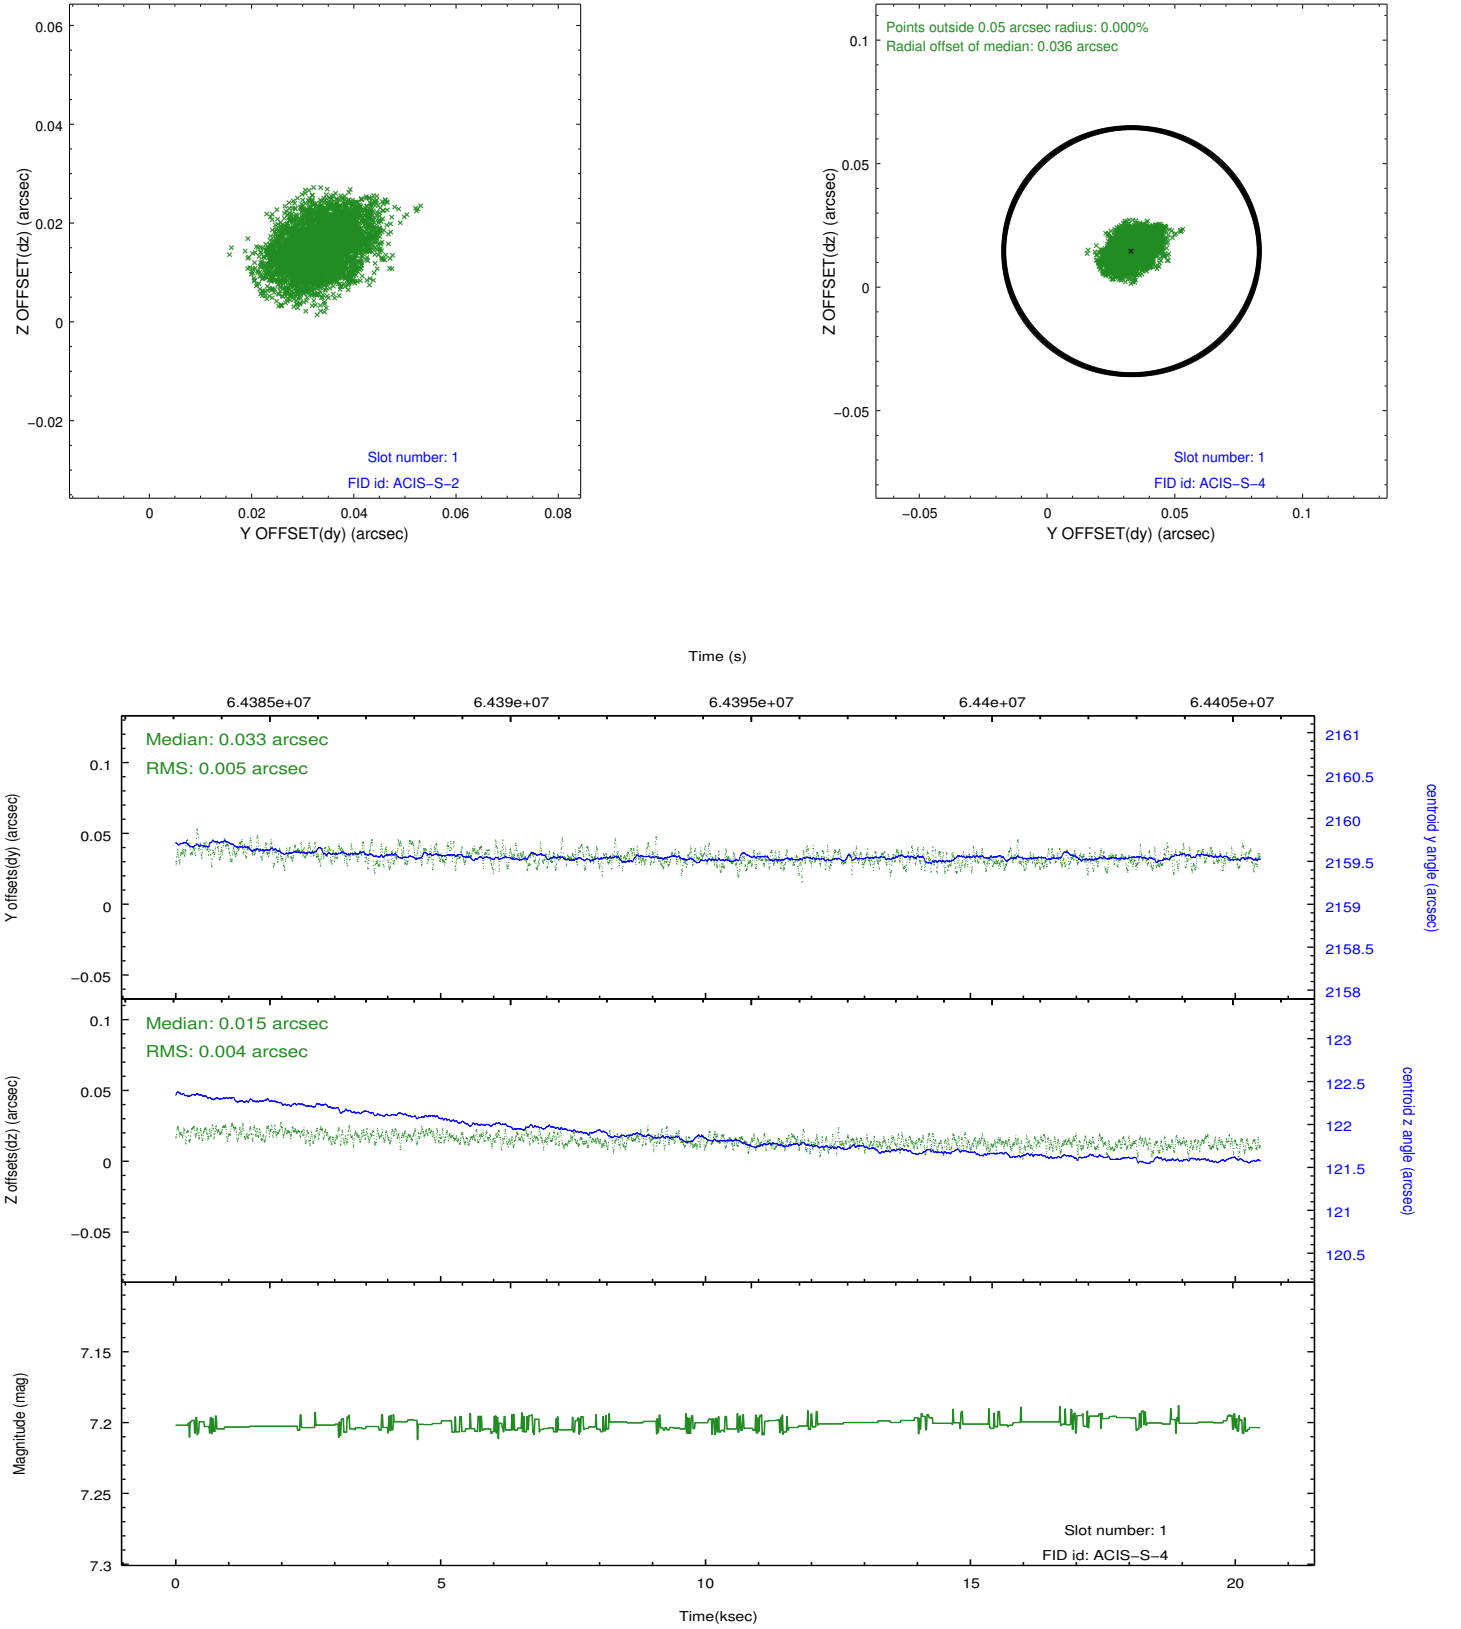 0.06
0.04
0.02
0
−0.02
Z OFFSET(dz) (arcsec)
Slot number: 1
FID id: ACIS−S−2
0
0.02
0.04
0.06
0.08
Y OFFSET(dy) (arcsec)
Points outside 0.05 arcsec radius: 0.000%
Radial offset of median: 0.036 arcsec
0.1
0.05
0
−0.05
Z OFFSET(dz) (arcsec)
Slot number: 1
FID id: ACIS−S−4
−0.05
0
0.05
0.1
Y OFFSET(dy) (arcsec)
Time (s)
6.4385e+07
6.439e+07
6.4395e+07
6.44e+07
6.4405e+07
Median: 0.033 arcsec
RMS: 0.005 arcsec
0.1
0.05
0
−0.05
Y offsets(dy) (arcsec)
2161
2160.5
2160
2159.5
2159
2158.5
2158
centroid y angle (arcsec)
Median: 0.015 arcsec
RMS: 0.004 arcsec
0.1
0.05
0
−0.05
Z offsets(dz) (arcsec)
123
122.5
122
121.5
121
120.5
centroid z angle (arcsec)
7.15
7.2
7.25
7.3
Magnitude (mag)
Slot number: 1
FID id: ACIS−S−4
0
5
10
15
20
Time(ksec)